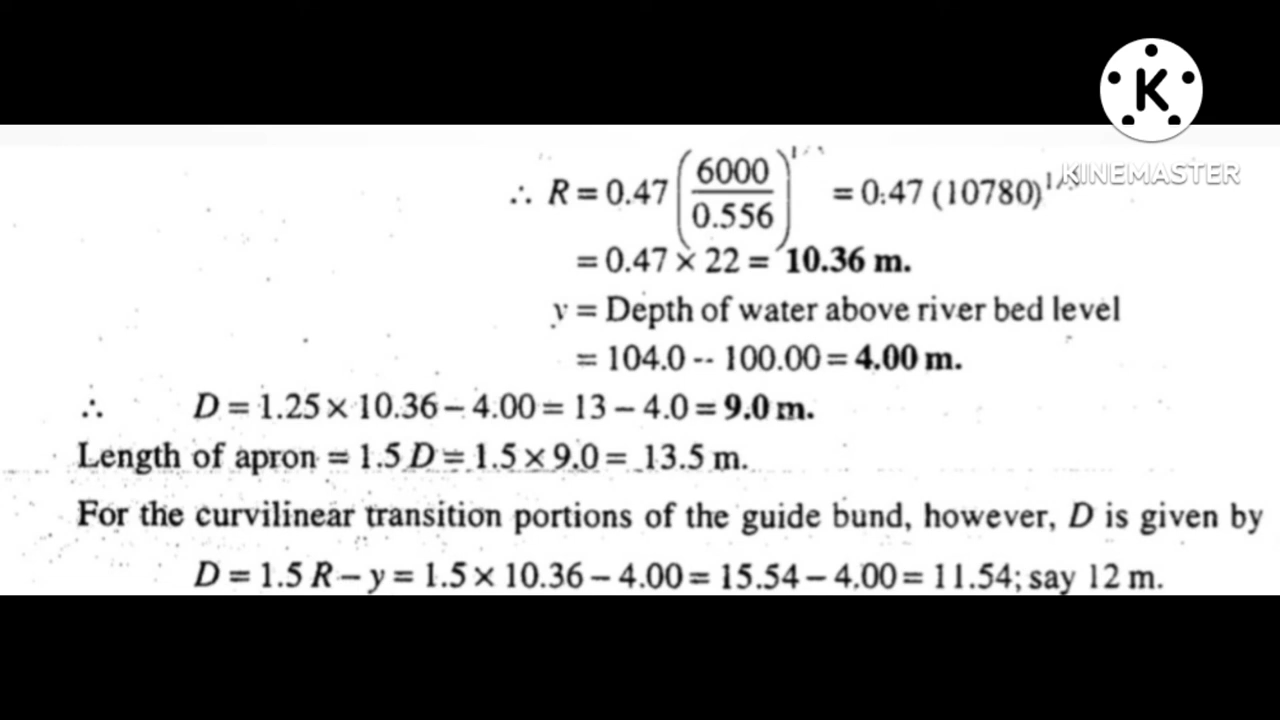 K
KINEMASTER
∴ R = 0.47 (6000/0.556) = 0.47 (10780)
= 0.47 × 22 = 10.36 m.
y = Depth of water above river bed level
= 104.0 -- 100.00 = 4.00 m.
∴ D = 1.25 × 10.36 – 4.00 = 13 – 4.0 = 9.0 m.
Length of apron = 1.5 D = 1.5 × 9.0 = 13.5 m.
For the curvilinear transition portions of the guide bund, however, D is given by
D = 1.5 R – y = 1.5 × 10.36 – 4.00 = 15.54 – 4.00 = 11.54; say 12 m.